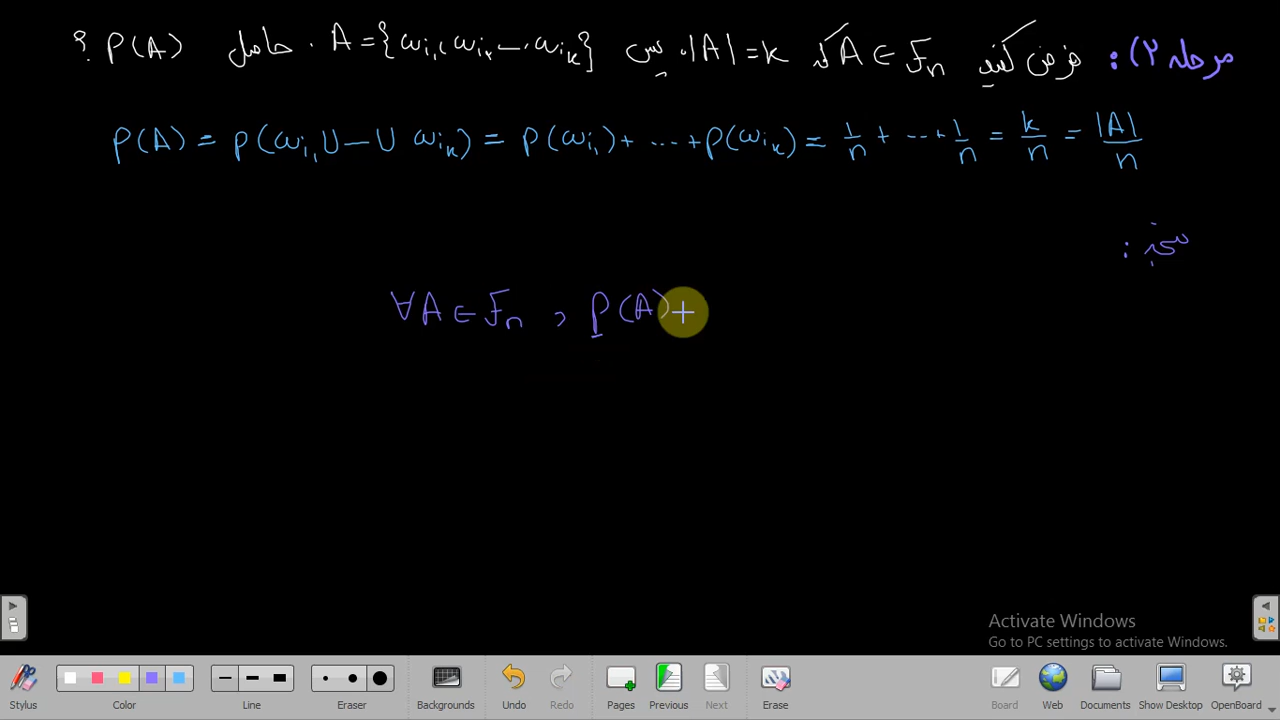 مرحله ۲): فرض کنید A ∈ Fn که |A| = k. پس A = {ωi1, ωi2 — , ωik}. حاصل P(A) ؟
P(A) = P(ωi1 U — U ωik) = P(ωi1) + ... + P(ωik) = 1/n + ... + 1/n = k/n = |A|/n
نتیجه :
∀A ∈ Fn , P(A)
Activate Windows
Go to PC settings to activate Windows.
Stylus Color Line Eraser Backgrounds Undo Redo Pages Previous Next Erase Board Web Documents Show Desktop OpenBoard